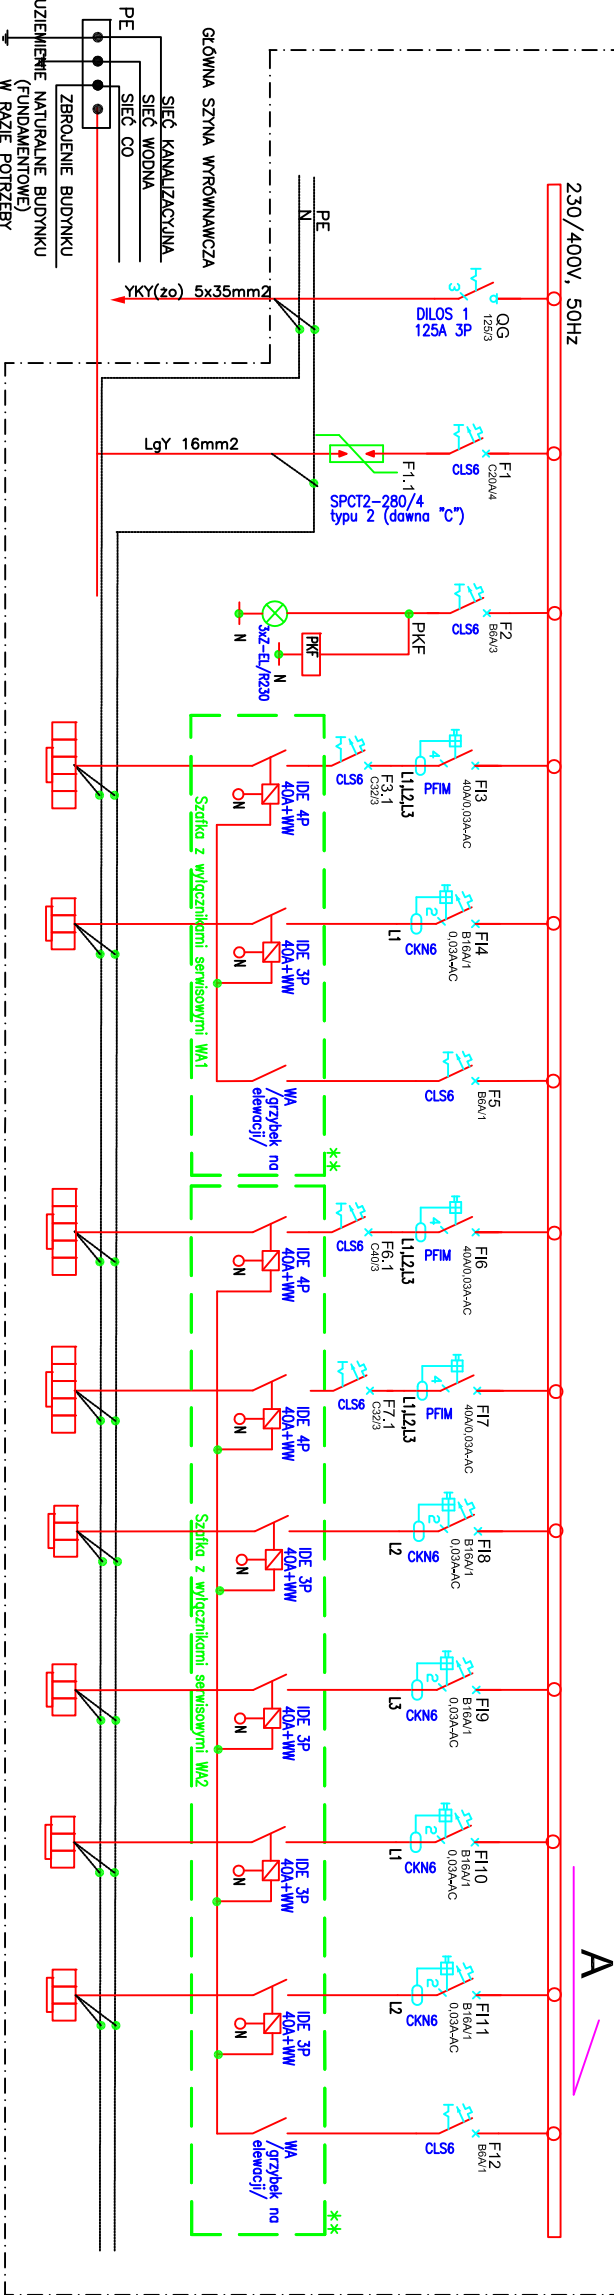 230/400V, 50Hz
QG
125/3
DILOS 1
125A 3P
3
YKY(żo) 5x35mm2
PE
N
GŁÓWNA SZYNA WYRÓWNAWCZA
PE
SIEĆ KANALIZACYJNA
SIEĆ WODNA
SIEĆ CO
ZBROJENIE BUDYNKU
UZIEMIENIE NATURALNE BUDYNKU
(FUNDAMENTOWE)
W RAZIE POTRZEBY
F1
C20A/4
CLS6
F1.1
SPCT2-280/4
typu 2 (dawna "C")
LgY 16mm2
F2
B6A/3
CLS6
PKF
PKF
3xZ-EL/R230
N
N
FI3
40A/0,03A-AC
PFIM
4
L1,L2,L3
F3.1
C32/3
CLS6
IDE 4P
40A+WW
N
FI4
B16A/1
0,03A-AC
CKN6
2
L1
IDE 3P
40A+WW
N
F5
B6A/1
CLS6
WA
/grzybek na
elewacji/
Szafka z wyłącznikami serwisowymi WA1
**
FI6
40A/0,03A-AC
PFIM
4
L1,L2,L3
F6.1
C40/3
CLS6
IDE 4P
40A+WW
N
FI7
40A/0,03A-AC
PFIM
4
L1,L2,L3
F7.1
C32/3
CLS6
IDE 4P
40A+WW
N
FI8
B16A/1
0,03A-AC
CKN6
2
L2
IDE 3P
40A+WW
N
FI9
B16A/1
0,03A-AC
CKN6
2
L3
IDE 3P
40A+WW
N
FI10
B16A/1
0,03A-AC
CKN6
2
L1
IDE 3P
40A+WW
N
FI11
B16A/1
0,03A-AC
CKN6
2
L2
IDE 3P
40A+WW
N
F12
B6A/1
CLS6
WA
/grzybek na
elewacji/
Szafka z wyłącznikami serwisowymi WA2
**
A